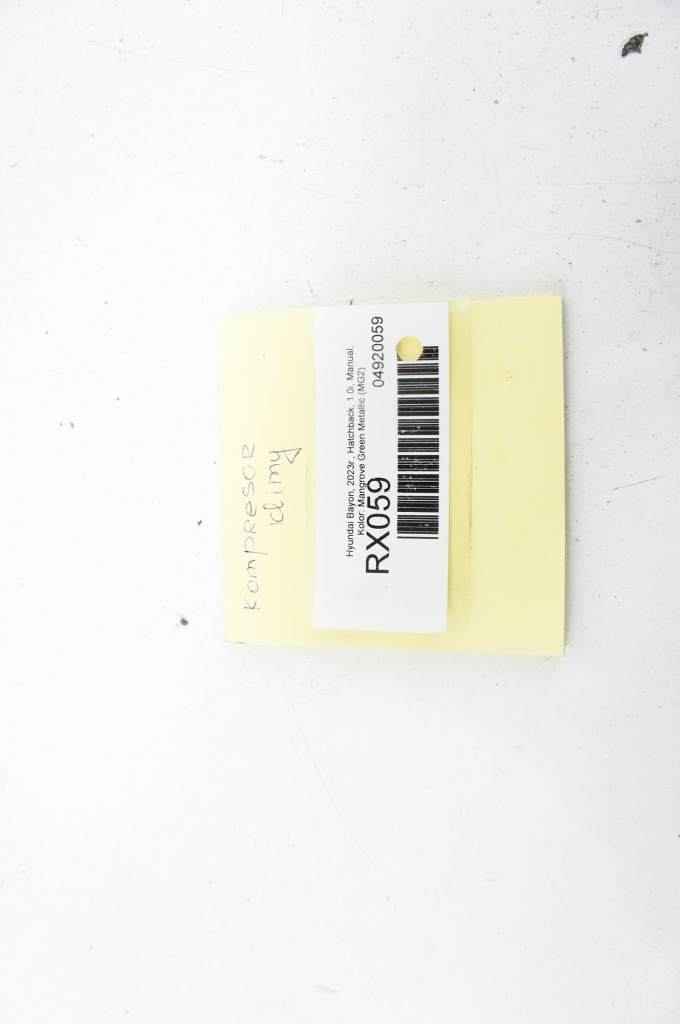 Kompresor
klimy
Hyundai Bayon, 2023r., Hatchback, 1.0i, Manual.
Kolor: Mangrove Green Metallic (MG2)
RX059
04920059